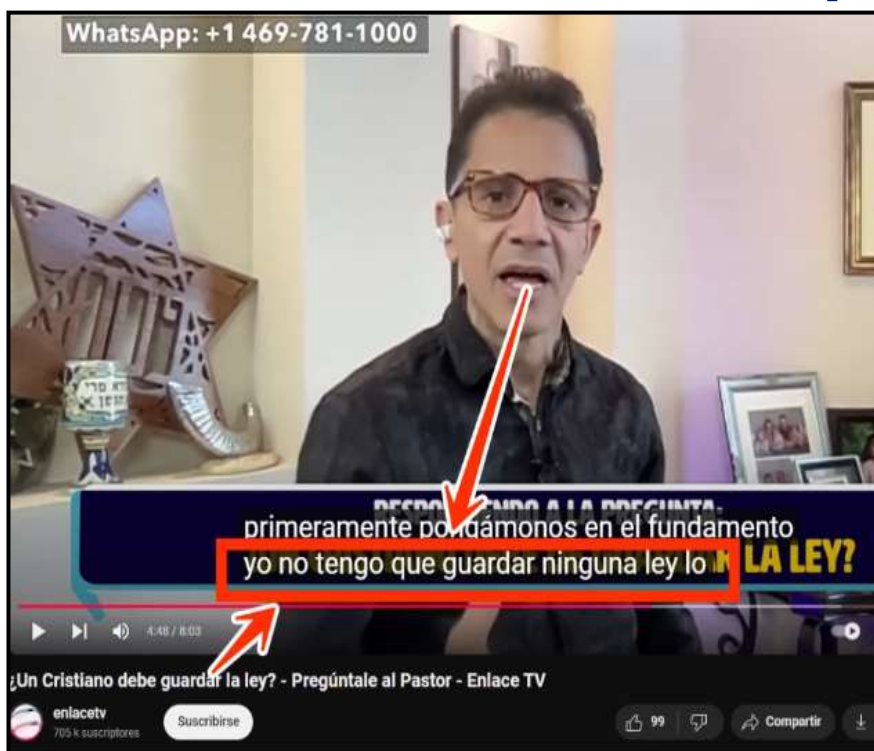 WhatsApp: +1 469-781-1000
primeramente pongámonos en el fundamento
yo no tengo que guardar ninguna ley lo
LA LEY?
4:48 / 8:03
¿Un Cristiano debe guardar la ley? - Pregúntale al Pastor - Enlace TV
enlacetv
705 k suscriptores
Suscribirse
99
Compartir